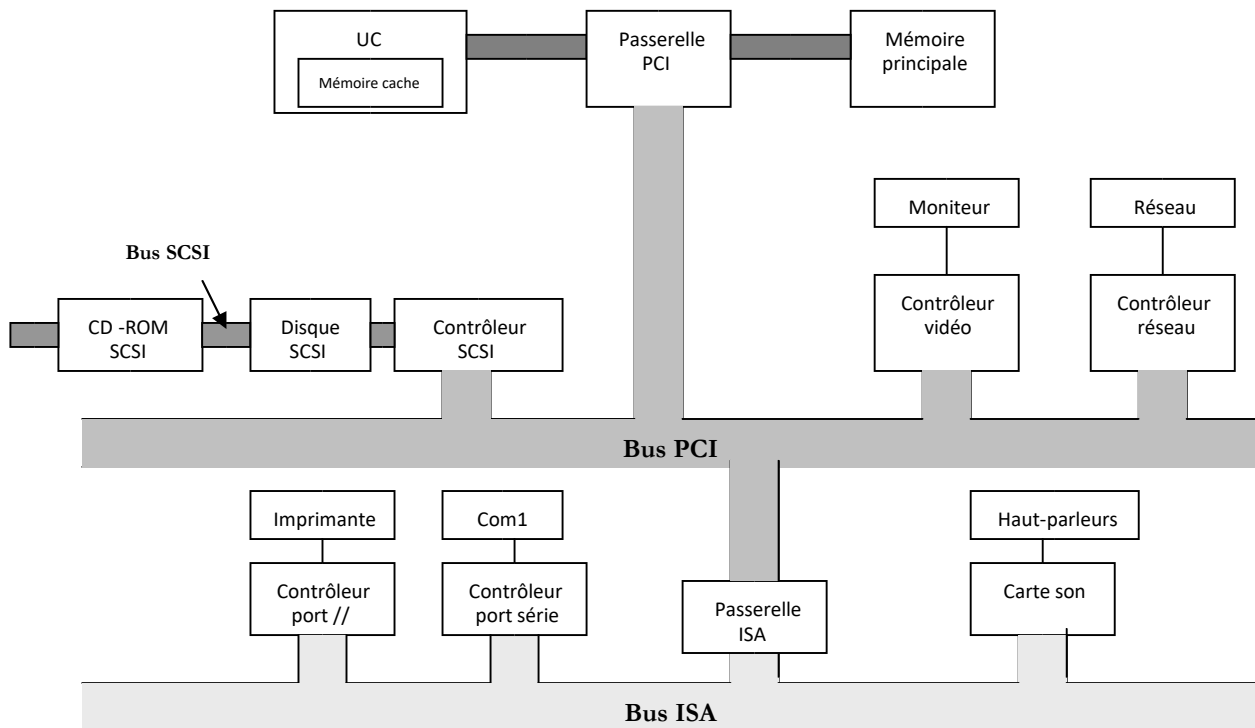 UC
Mémoire cache
Passerelle
PCI
Mémoire
principale
Moniteur
Réseau
Bus SCSI
CD -ROM
SCSI
Disque
SCSI
Contrôleur
SCSI
Contrôleur
vidéo
Contrôleur
réseau
Bus PCI
Imprimante
Com1
Haut-parleurs
Contrôleur
port //
Contrôleur
port série
Passerelle
ISA
Carte son
Bus ISA